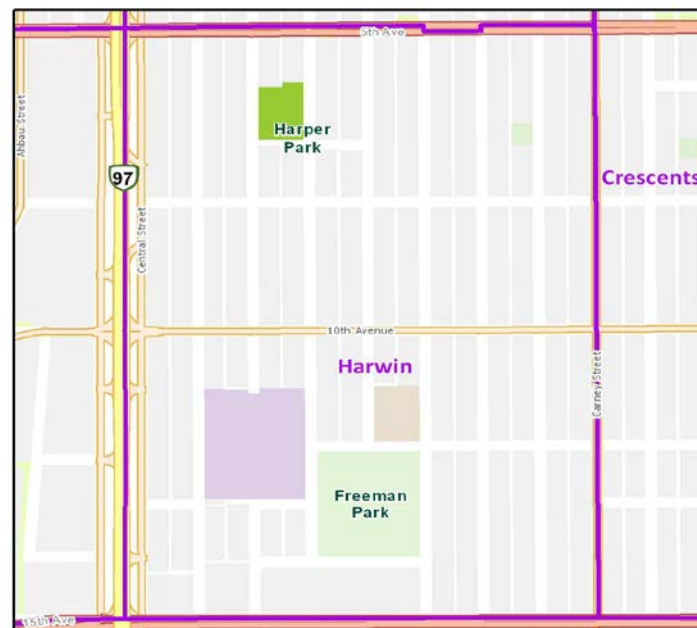 5th Ave
Ahbau Street
Harper
Park
97
Crescents
Central Street
10th Avenue
Harwin
Carney Street
Freeman
Park
15th Ave